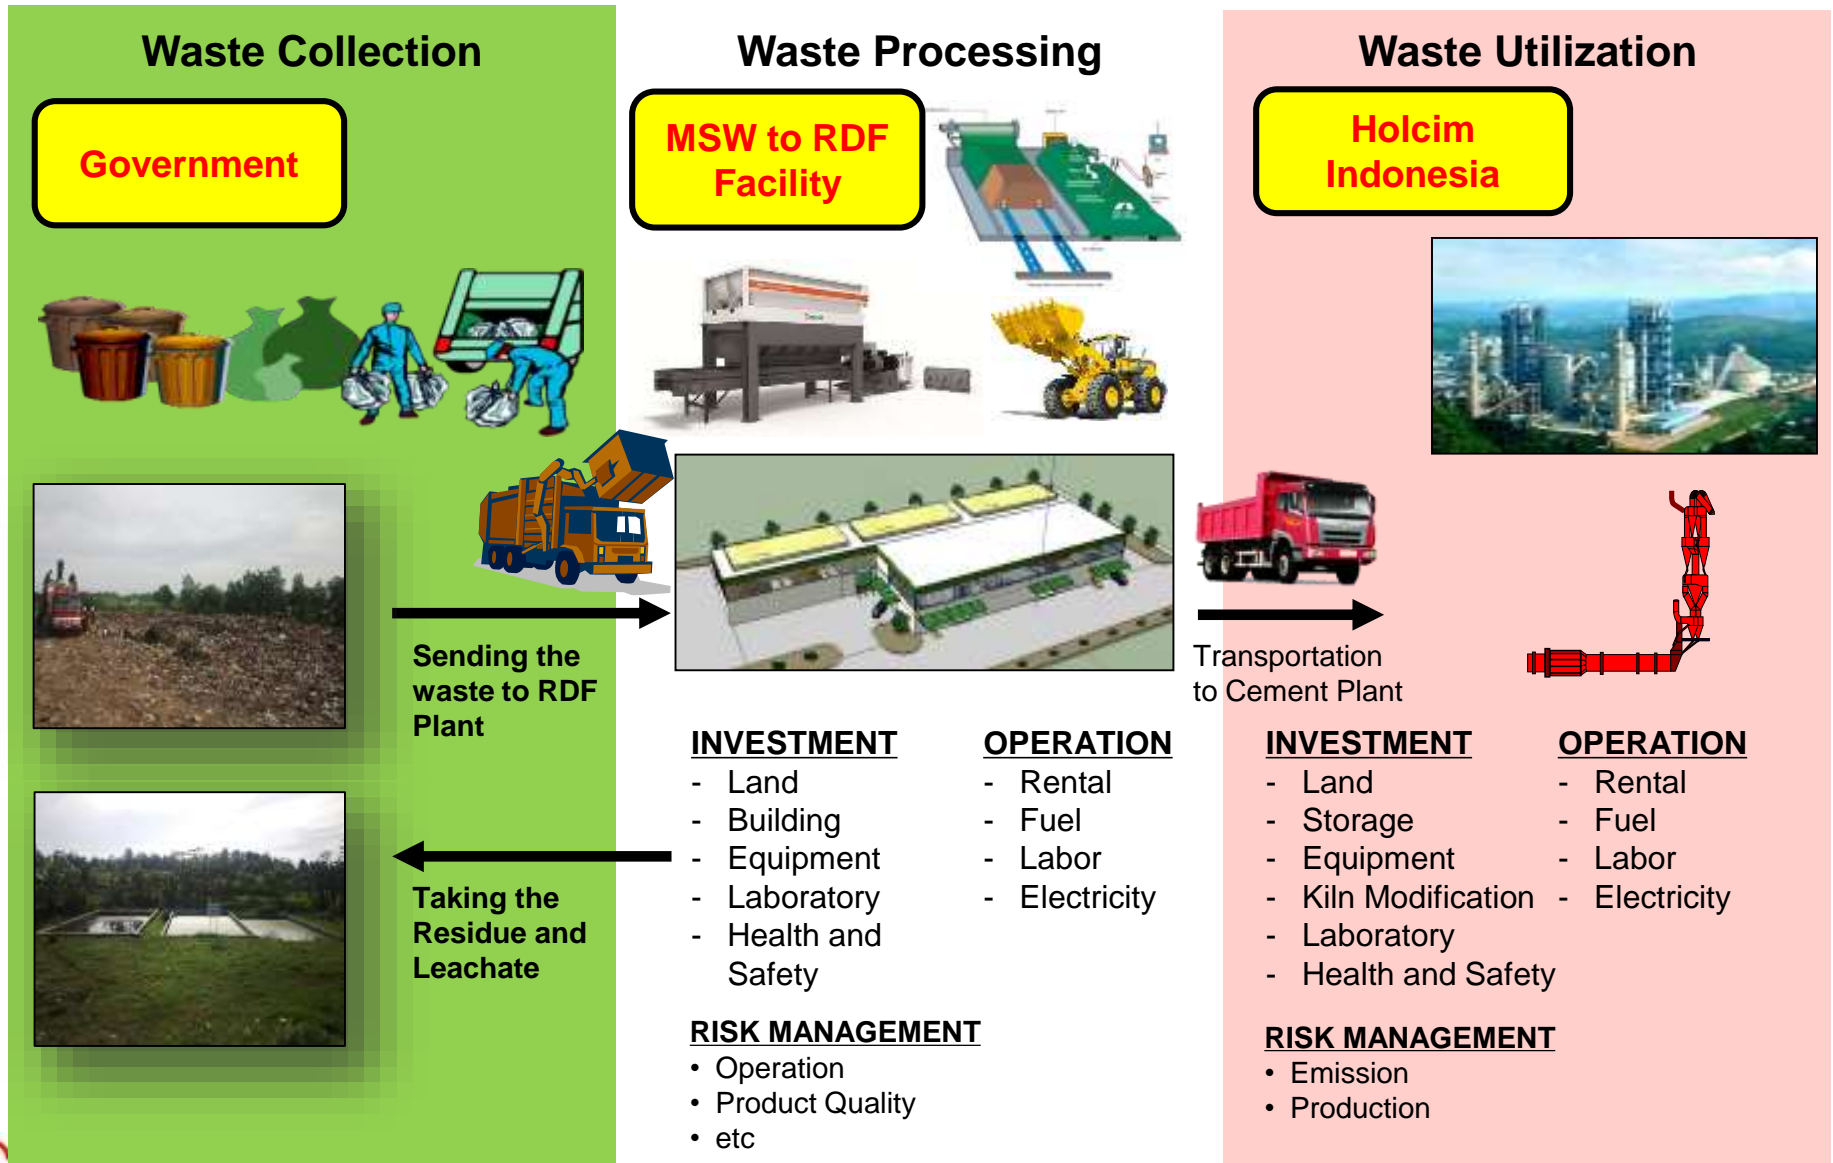 Waste Collection
Government
Sending the
waste to RDF
Plant
Taking the
Residue and
Leachate
Waste Processing
MSW to RDF
Facility
INVESTMENT
- Land
- Building
- Equipment
- Laboratory
- Health and
Safety
OPERATION
- Rental
- Fuel
- Labor
- Electricity
RISK MANAGEMENT
• Operation
• Product Quality
• etc
Transportation
to Cement Plant
Waste Utilization
Holcim
Indonesia
INVESTMENT
- Land
- Storage
- Equipment
- Kiln Modification
- Laboratory
- Health and Safety
OPERATION
- Rental
- Fuel
- Labor
- Electricity
RISK MANAGEMENT
• Emission
• Production